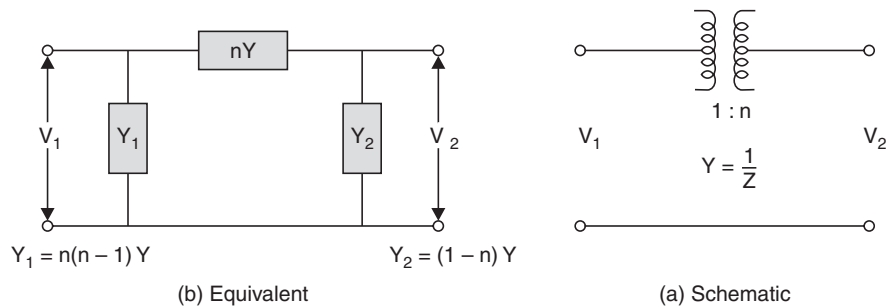 nY
V1
Y1
Y2
V2
Y1 = n(n – 1) Y
Y2 = (1 – n) Y
(b) Equivalent
1 : n
V1
V2
Y = 1/Z
(a) Schematic